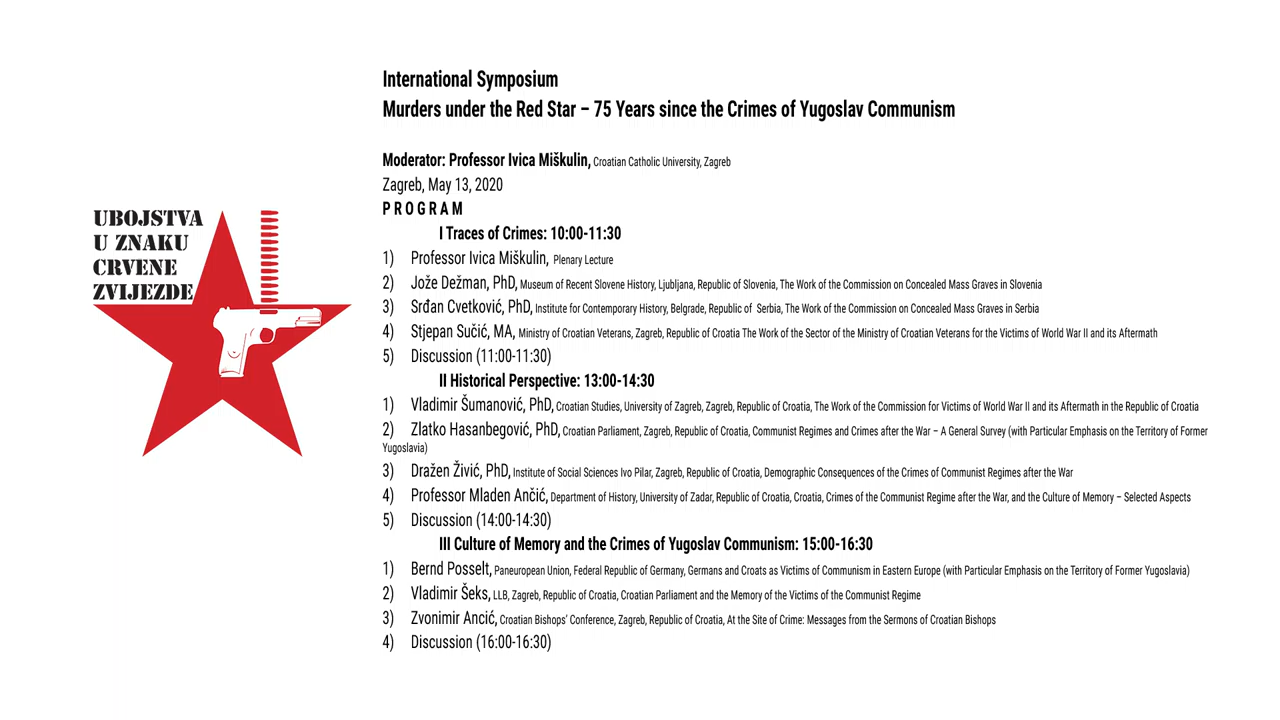 UBOJSTVA
U ZNAKU
CRVENE
ZVIJEZDE
International Symposium
Murders under the Red Star – 75 Years since the Crimes of Yugoslav Communism
Moderator: Professor Ivica Miškulin, Croatian Catholic University, Zagreb
Zagreb, May 13, 2020
P R O G R A M
I Traces of Crimes: 10:00-11:30
1) Professor Ivica Miškulin, Plenary Lecture
2) Jože Dežman, PhD, Museum of Recent Slovene History, Ljubljana, Republic of Slovenia, The Work of the Commission on Concealed Mass Graves in Slovenia
3) Srđan Cvetković, PhD, Institute for Contemporary History, Belgrade, Republic of Serbia, The Work of the Commission on Concealed Mass Graves in Serbia
4) Stjepan Sučić, MA, Ministry of Croatian Veterans, Zagreb, Republic of Croatia The Work of the Sector of the Ministry of Croatian Veterans for the Victims of World War II and its Aftermath
5) Discussion (11:00-11:30)
II Historical Perspective: 13:00-14:30
1) Vladimir Šumanović, PhD, Croatian Studies, University of Zagreb, Zagreb, Republic of Croatia, The Work of the Commission for Victims of World War II and its Aftermath in the Republic of Croatia
2) Zlatko Hasanbegović, PhD, Croatian Parliament, Zagreb, Republic of Croatia, Communist Regimes and Crimes after the War – A General Survey (with Particular Emphasis on the Territory of Former
Yugoslavia)
3) Dražen Živić, PhD, Institute of Social Sciences Ivo Pilar, Zagreb, Republic of Croatia, Demographic Consequences of the Crimes of Communist Regimes after the War
4) Professor Mladen Ančić, Department of History, University of Zadar, Republic of Croatia, Croatia, Crimes of the Communist Regime after the War, and the Culture of Memory – Selected Aspects
5) Discussion (14:00-14:30)
III Culture of Memory and the Crimes of Yugoslav Communism: 15:00-16:30
1) Bernd Posselt, Paneuropean Union, Federal Republic of Germany, Germans and Croats as Victims of Communism in Eastern Europe (with Particular Emphasis on the Territory of Former Yugoslavia)
2) Vladimir Šeks, LLB, Zagreb, Republic of Croatia, Croatian Parliament and the Memory of the Victims of the Communist Regime
3) Zvonimir Ancić, Croatian Bishops' Conference, Zagreb, Republic of Croatia, At the Site of Crime: Messages from the Sermons of Croatian Bishops
4) Discussion (16:00-16:30)